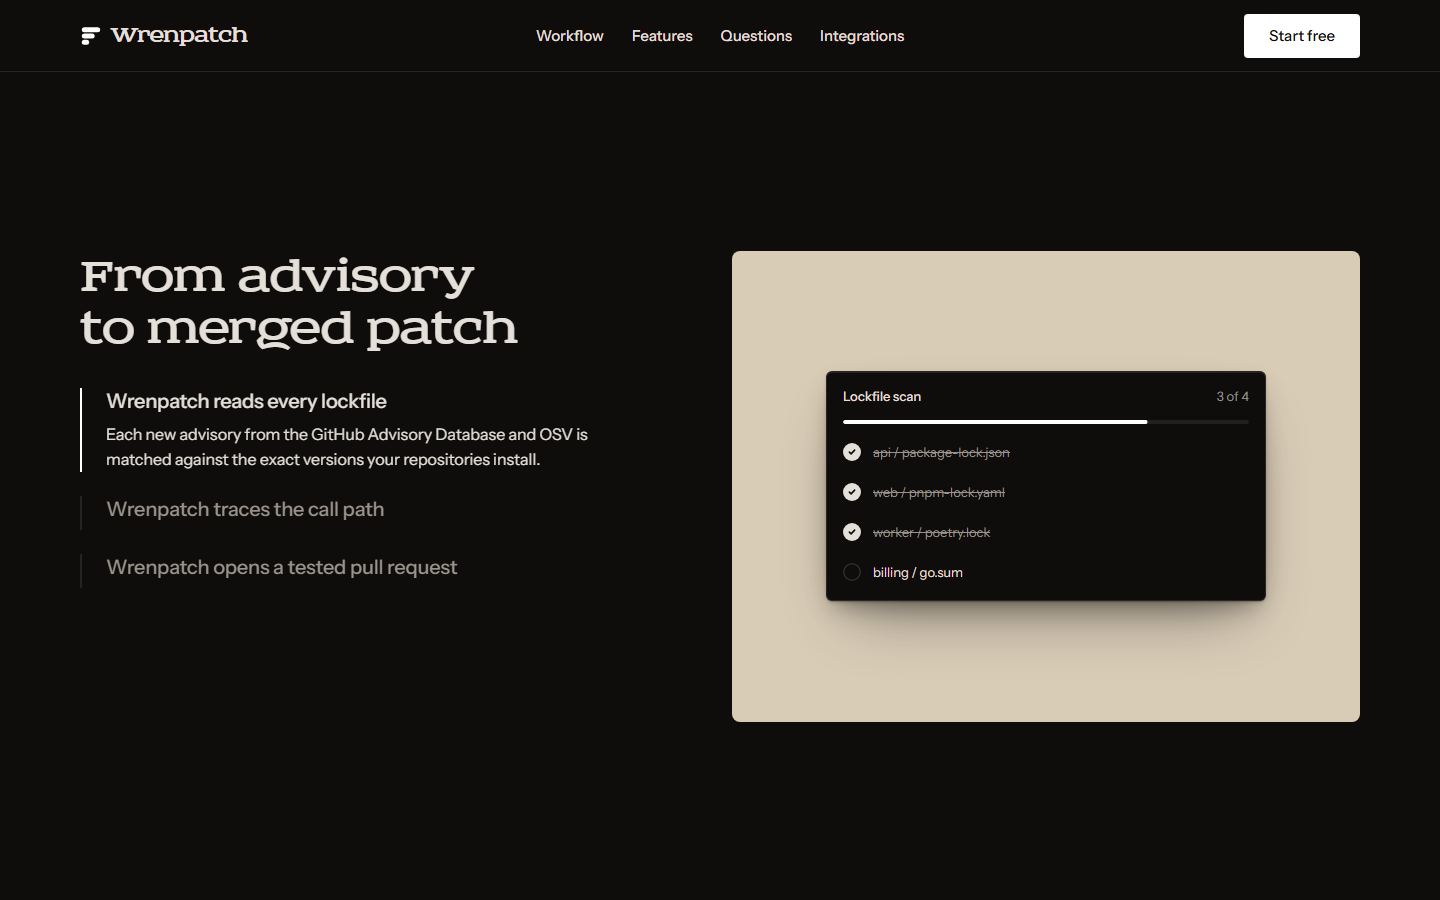 Wrenpatch
Workflow
Features
Questions
Integrations
Start free
From advisory
to merged patch
Wrenpatch reads every lockfile
Each new advisory from the GitHub Advisory Database and OSV is
matched against the exact versions your repositories install.
Wrenpatch traces the call path
Wrenpatch opens a tested pull request
Lockfile scan
3 of 4
api / package-lock.json
web / pnpm-lock.yaml
worker / poetry.lock
billing / go.sum